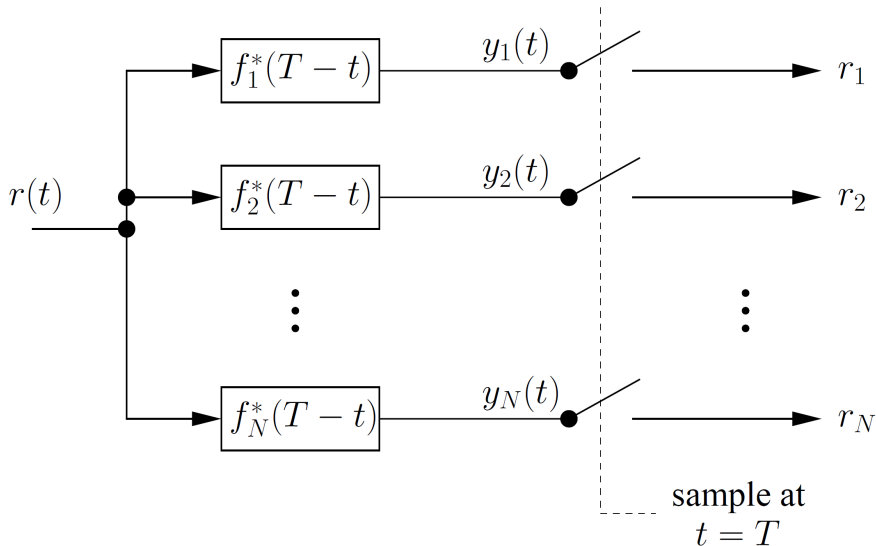 f_1^*(T − t) y_1(t) r_1
r(t) f_2^*(T − t) y_2(t) r_2
f_N^*(T − t) y_N(t) r_N
sample at
t = T